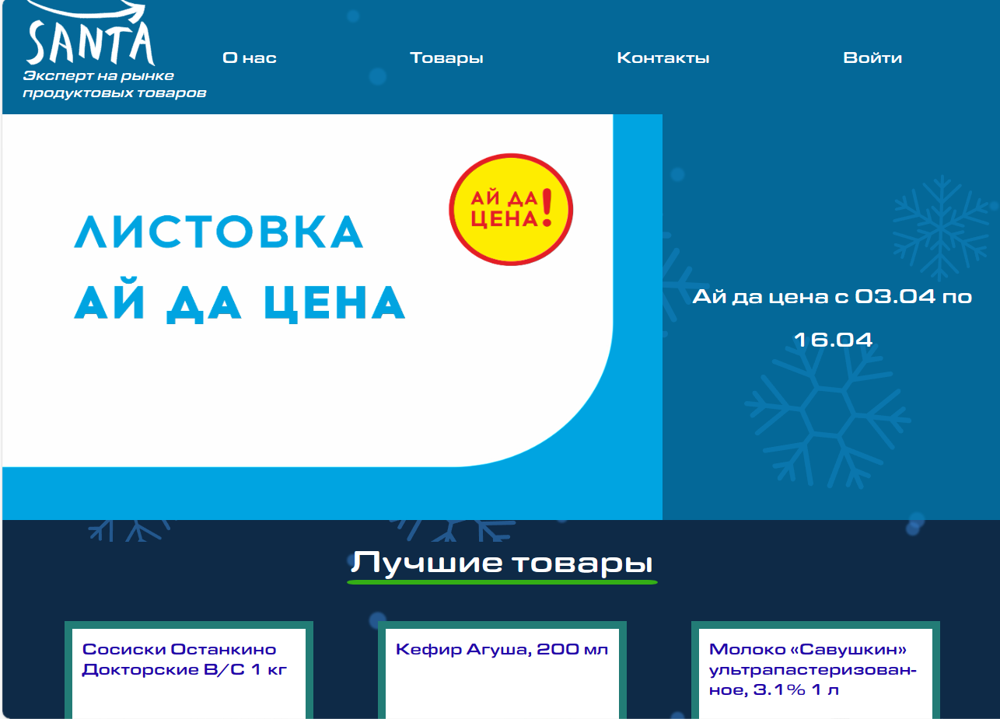 SANTA
Эксперт на рынке
продуктовых товаров
О нас
Товары
Контакты
Войти
ЛИСТОВКА
АЙ ДА ЦЕНА
АЙ ДА
ЦЕНА!
Ай да цена с 03.04 по
16.04
Лучшие товары
Сосиски Останкино
Докторские В/С 1 кг
Кефир Агуша, 200 мл
Молоко «Савушкин»
ультрапастеризован-
ное, 3.1% 1 л